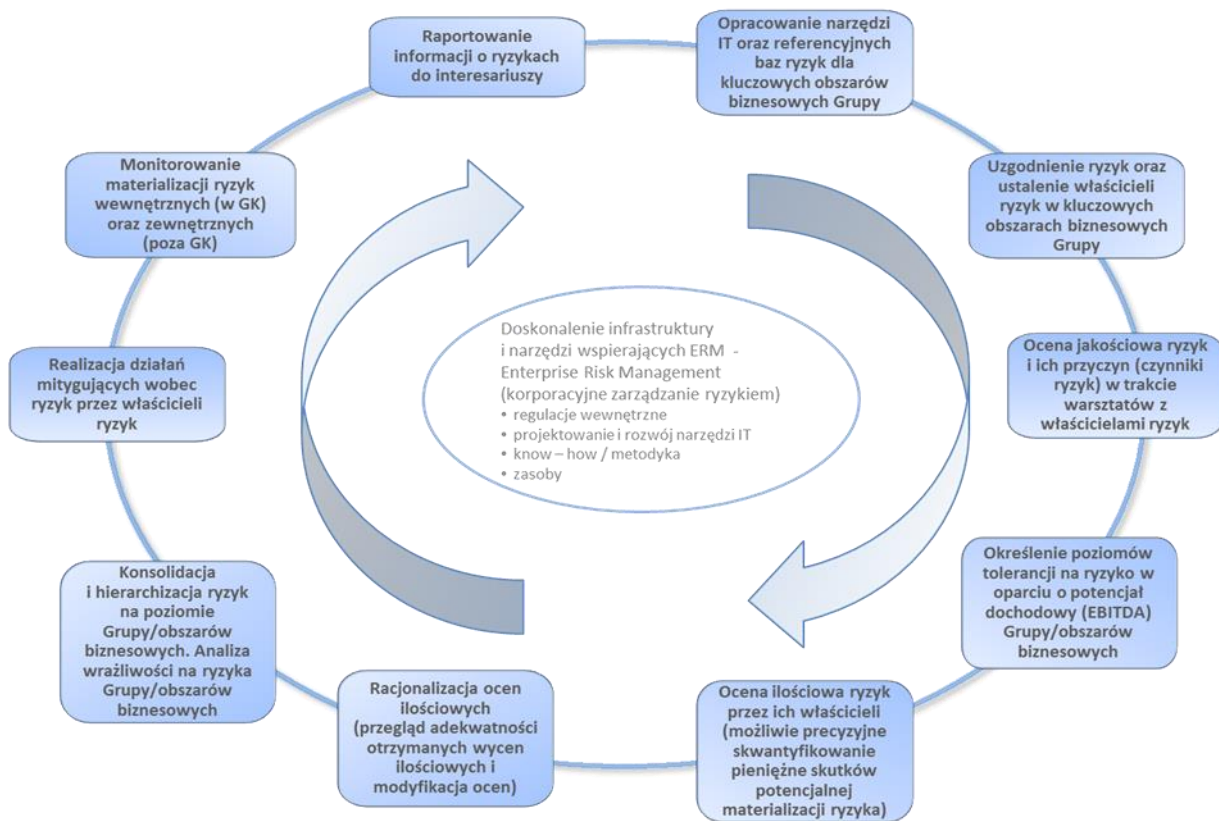 Raportowanie
informacji o ryzykach
do interesariuszy
Opracowanie narzędzi
IT oraz referencyjnych
baz ryzyk dla
kluczowych obszarów
biznesowych Grupy
Uzgodnienie ryzyk oraz
ustalenie właścicieli
ryzyk w kluczowych
obszarach biznesowych
Grupy
Ocena jakościowa ryzyk
i ich przyczyn (czynniki
ryzyk) w trakcie
warsztatów z
właścicielami ryzyk
Określenie poziomów
tolerancji na ryzyko w
oparciu o potencjał
dochodowy (EBITDA)
Grupy/obszarów
biznesowych
Ocena ilościowa ryzyk
przez ich właścicieli
(możliwie precyzyjne
skwantyfikowanie
pieniężne skutków
potencjalnej
materializacji ryzyka)
Racjonalizacja ocen
ilościowych
(przegląd adekwatności
otrzymanych wycen
ilościowych i
modyfikacja ocen)
Konsolidacja
i hierarchizacja ryzyk
na poziomie
Grupy/obszarów
biznesowych. Analiza
wrażliwości na ryzyka
Grupy/obszarów
biznesowych
Realizacja działań
mitygujących wobec
ryzyk przez właścicieli
ryzyk
Monitorowanie
materializacji ryzyk
wewnętrznych (w GK)
oraz zewnętrznych
(poza GK)
Doskonalenie infrastruktury
i narzędzi wspierających ERM -
Enterprise Risk Management
(korporacyjne zarządzanie ryzykiem)
• regulacje wewnętrzne
• projektowanie i rozwój narzędzi IT
• know – how / metodyka
• zasoby